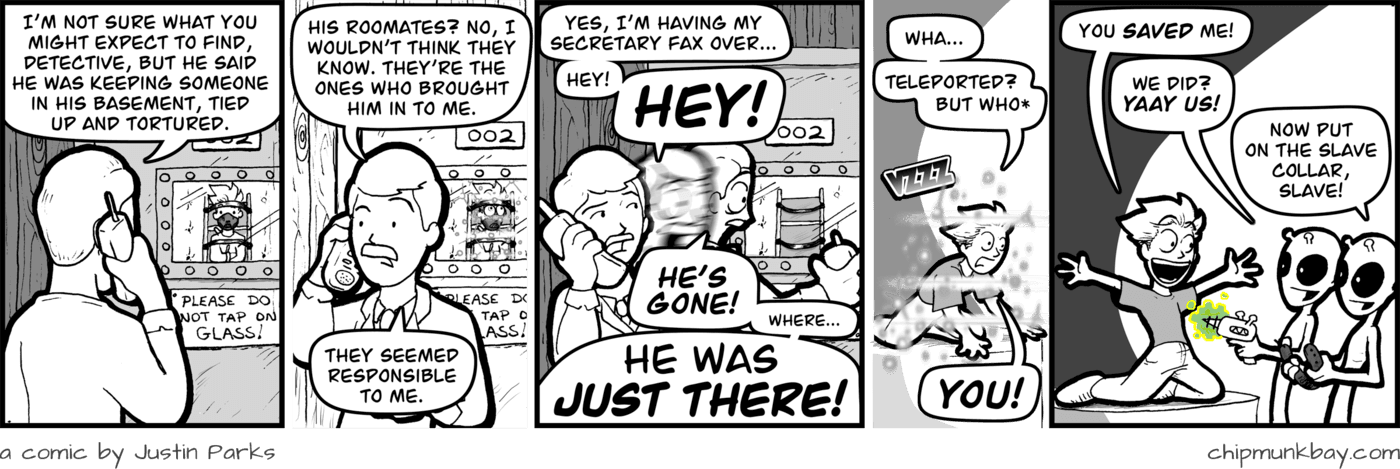 I'M NOT SURE WHAT YOU
MIGHT EXPECT TO FIND,
DETECTIVE, BUT HE SAID
HE WAS KEEPING SOMEONE
IN HIS BASEMENT, TIED
UP AND TORTURED.
002
PLEASE DO
NOT TAP ON
GLASS!
HIS ROOMATES? NO, I
WOULDN'T THINK THEY
KNOW. THEY'RE THE
ONES WHO BROUGHT
HIM IN TO ME.
002
PLEASE DO
TAP O
ASS!
THEY SEEMED
RESPONSIBLE
TO ME.
YES, I'M HAVING MY
SECRETARY FAX OVER...
HEY!
HEY!
002
HE'S
GONE!
WHERE...
HE WAS
JUST THERE!
WHA...
TELEPORTED?
BUT WHO*
VZZZ
YOU!
YOU SAVED ME!
WE DID?
YAAY US!
NOW PUT
ON THE SLAVE
COLLAR,
SLAVE!
a comic by Justin Parks
chipmunkbay.com